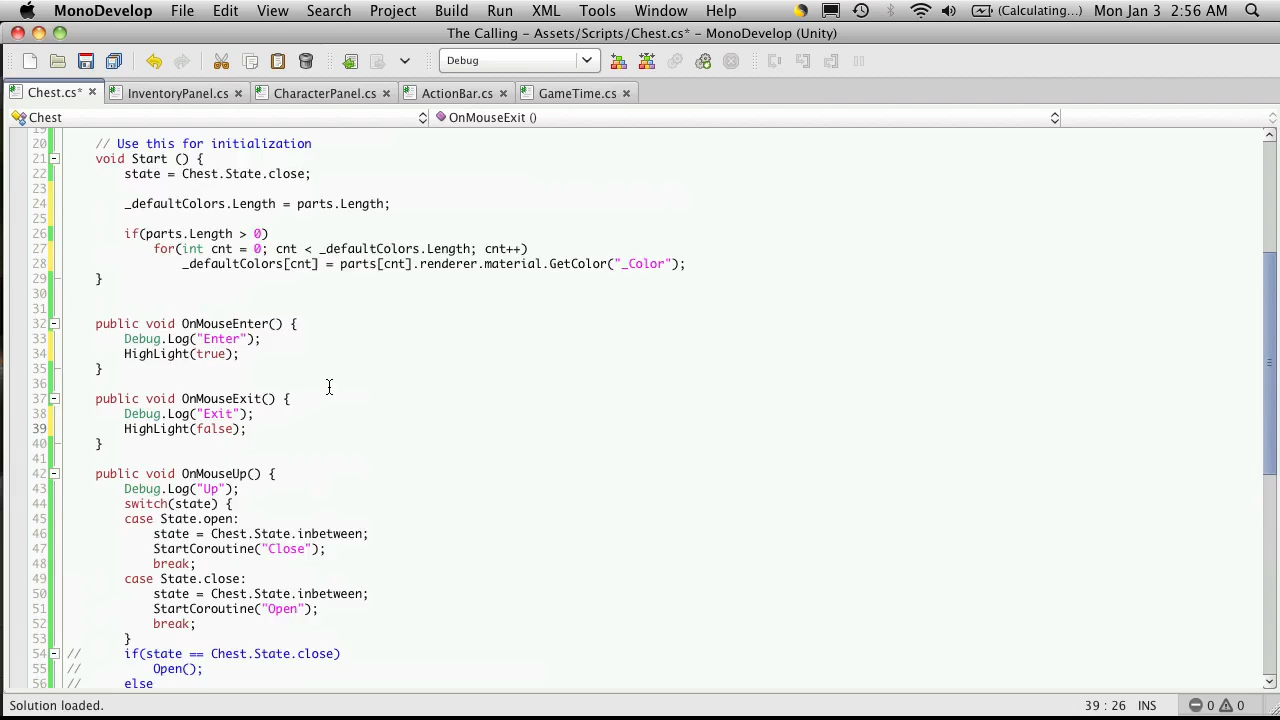 MonoDevelop File Edit View Search Project Build Run XML Tools Window Help (Calculating...) Mon Jan 3 2:56 AM
The Calling - Assets/Scripts/Chest.cs* - MonoDevelop (Unity)
Debug
Chest.cs* InventoryPanel.cs CharacterPanel.cs ActionBar.cs GameTime.cs
Chest OnMouseExit ()
19
20 // Use this for initialization
21 void Start () {
22 state = Chest.State.close;
23
24 _defaultColors.Length = parts.Length;
25
26 if(parts.Length > 0)
27 for(int cnt = 0; cnt < _defaultColors.Length; cnt++)
28 _defaultColors[cnt] = parts[cnt].renderer.material.GetColor("_Color");
29 }
30
31
32 public void OnMouseEnter() {
33 Debug.Log("Enter");
34 HighLight(true);
35 }
36
37 public void OnMouseExit() {
38 Debug.Log("Exit");
39 HighLight(false);
40 }
41
42 public void OnMouseUp() {
43 Debug.Log("Up");
44 switch(state) {
45 case State.open:
46 state = Chest.State.inbetween;
47 StartCoroutine("Close");
48 break;
49 case State.close:
50 state = Chest.State.inbetween;
51 StartCoroutine("Open");
52 break;
53 }
54 // if(state == Chest.State.close)
55 // Open();
56 // else
Solution loaded. 39 : 26 INS 0 0